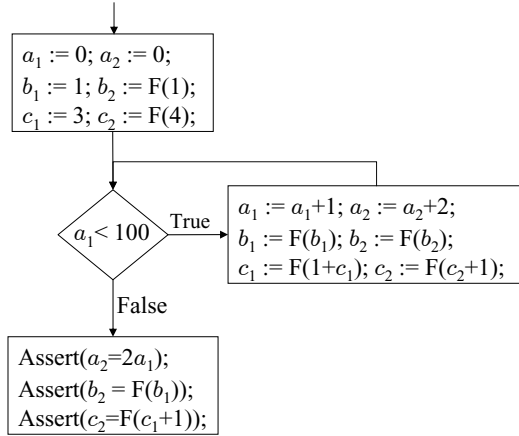 a₁ := 0; a₂ := 0;
b₁ := 1; b₂ := F(1);
c₁ := 3; c₂ := F(4);
a₁< 100
True
a₁ := a₁+1; a₂ := a₂+2;
b₁ := F(b₁); b₂ := F(b₂);
c₁ := F(1+c₁); c₂ := F(c₂+1);
False
Assert(a₂=2a₁);
Assert(b₂ = F(b₁));
Assert(c₂=F(c₁+1));